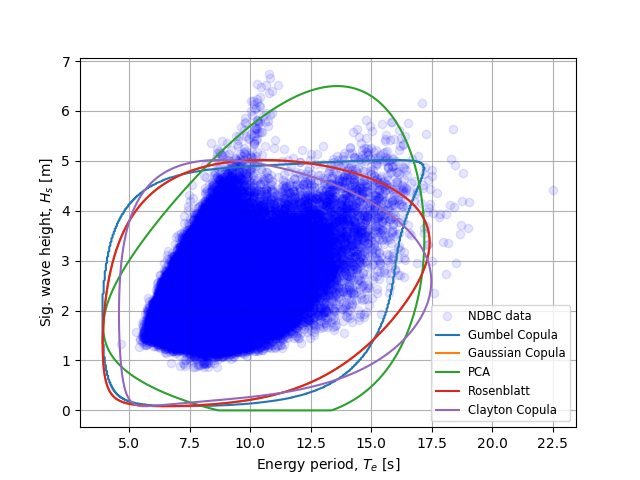 7
6
5
4
3
2
1
0
Sig. wave height, Hs [m]
NDBC data
Gumbel Copula
Gaussian Copula
PCA
Rosenblatt
Clayton Copula
5.0 7.5 10.0 12.5 15.0 17.5 20.0 22.5
Energy period, Te [s]